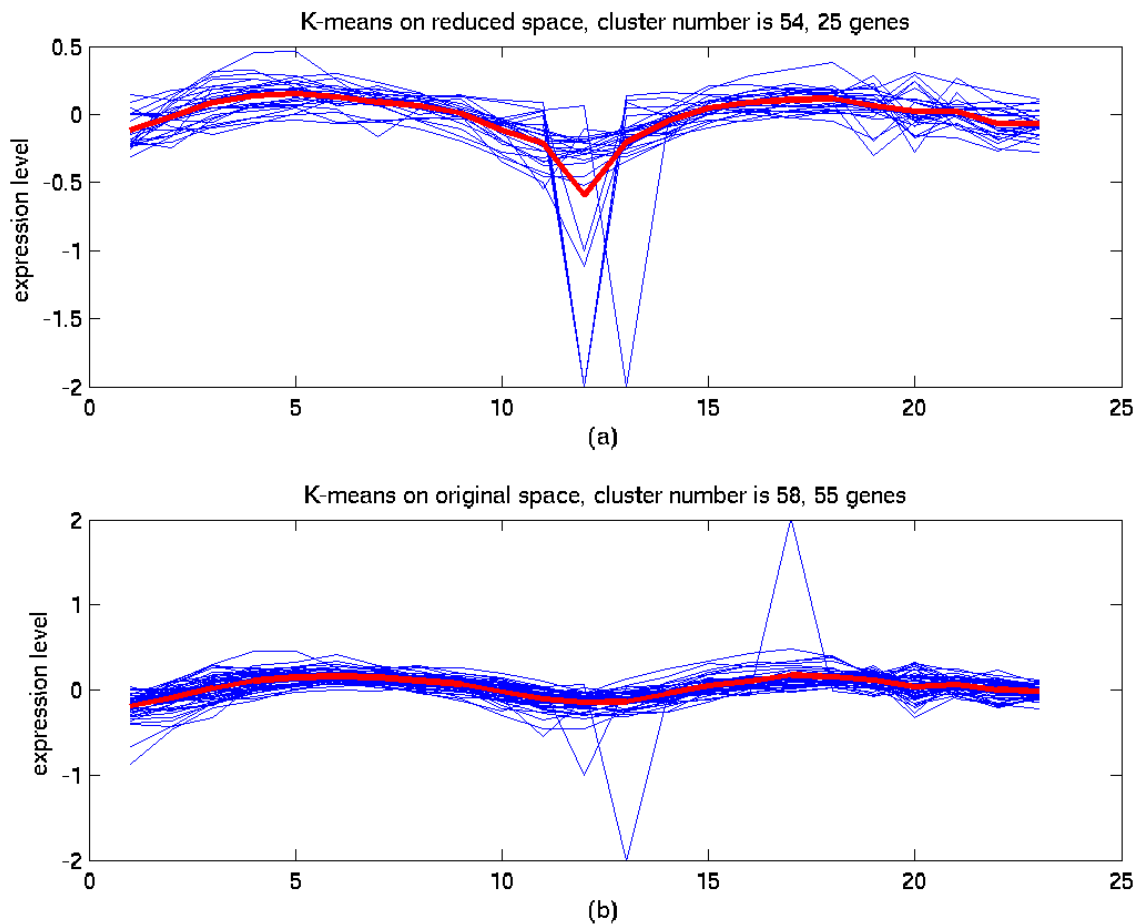 K-means on reduced space, cluster number is 54, 25 genes
expression level
0.5
0
-0.5
-1
-1.5
-2
0 5 10 15 20 25
(a)
K-means on original space, cluster number is 58, 55 genes
expression level
2
1
0
-1
-2
0 5 10 15 20 25
(b)